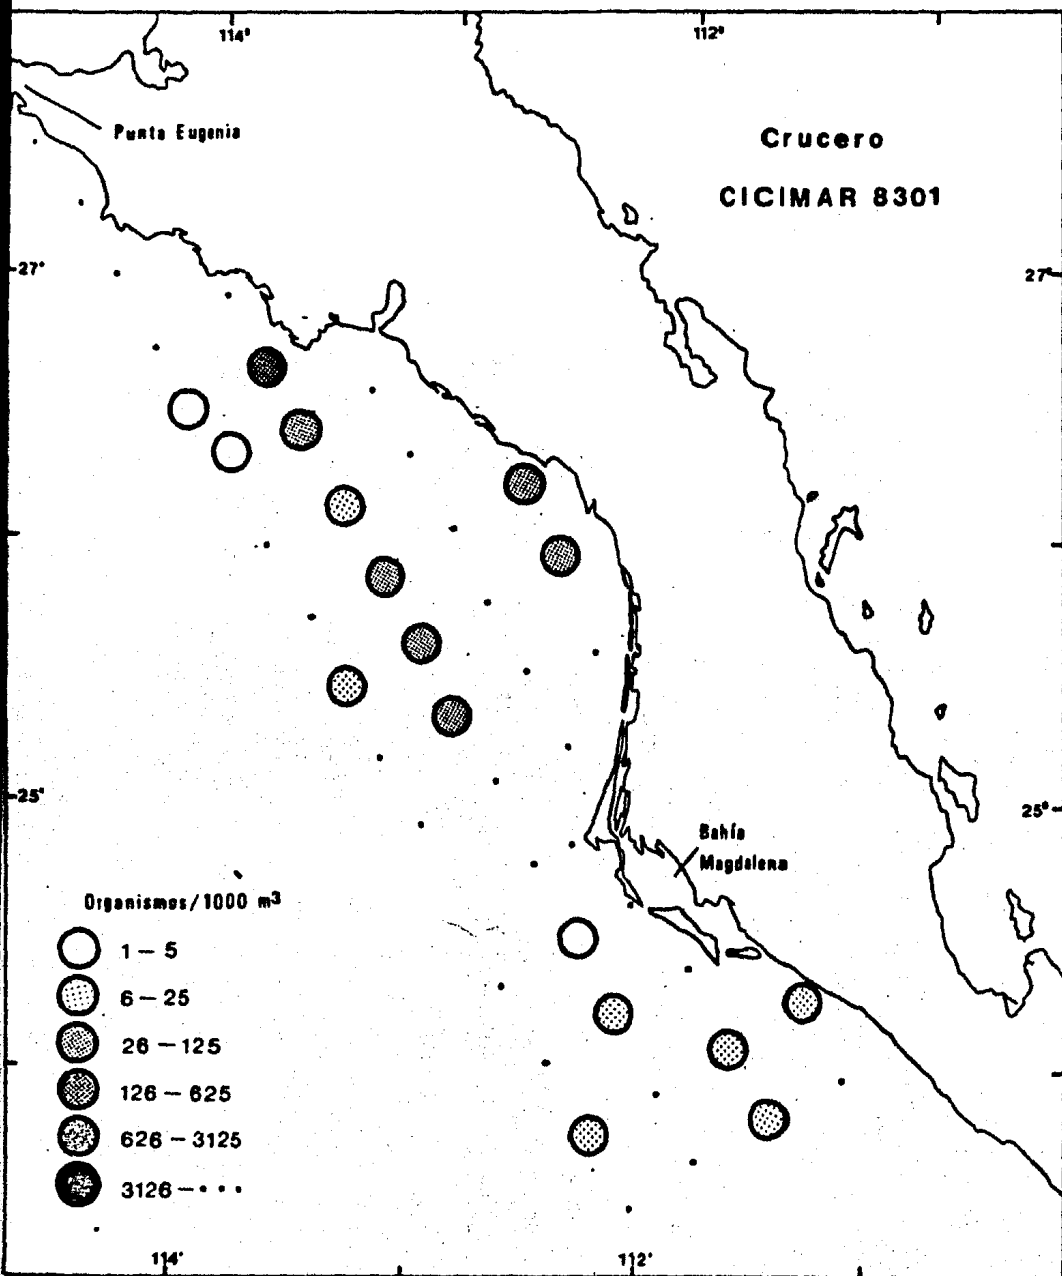 114°
112°
Punta Eugenia
Crucero
CICIMAR 8301
27°
27°
25°
25°
Bahía
Magdalena
Organismos/1000 m³
1 – 5
6 – 25
26 – 125
126 – 625
626 – 3125
3126 – • • •
114°
112°